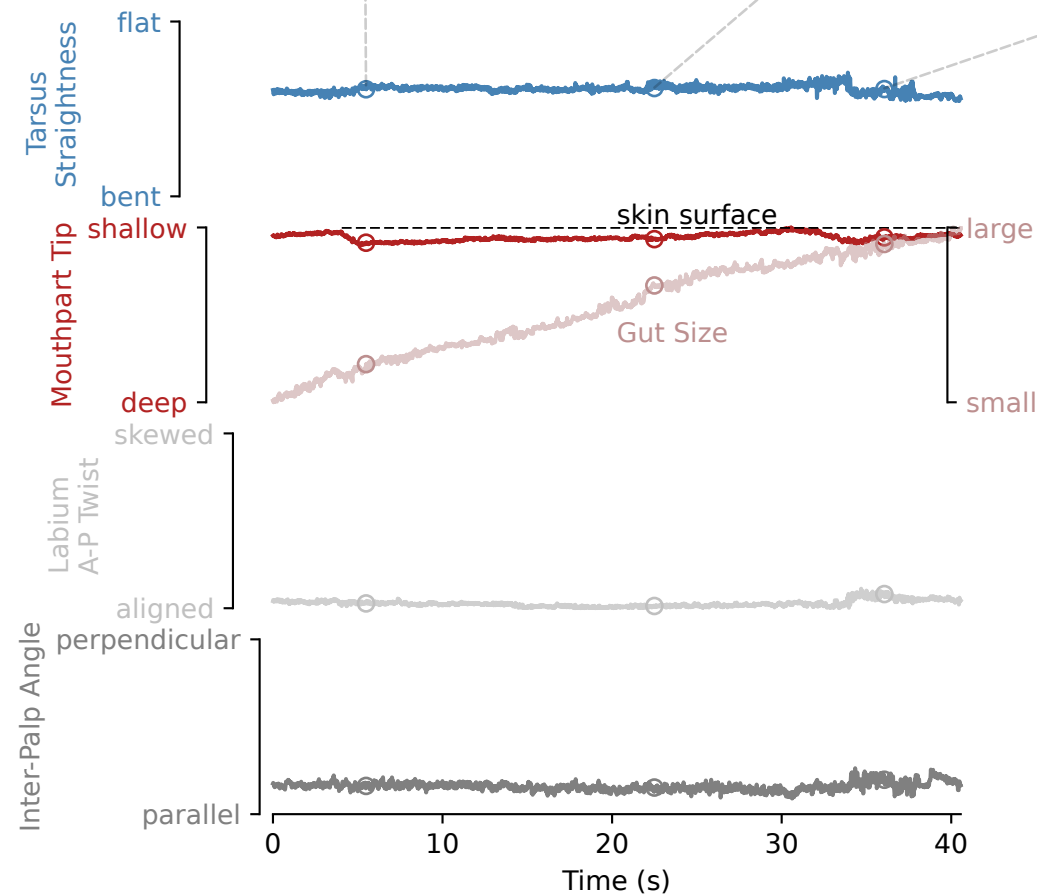 flat
Tarsus
Straightness
bent
skin surface
shallow
large
Mouthpart Tip
Gut Size
deep
small
skewed
Labium
A-P Twist
aligned
perpendicular
Inter-Palp Angle
parallel
0 10 20 30 40
Time (s)